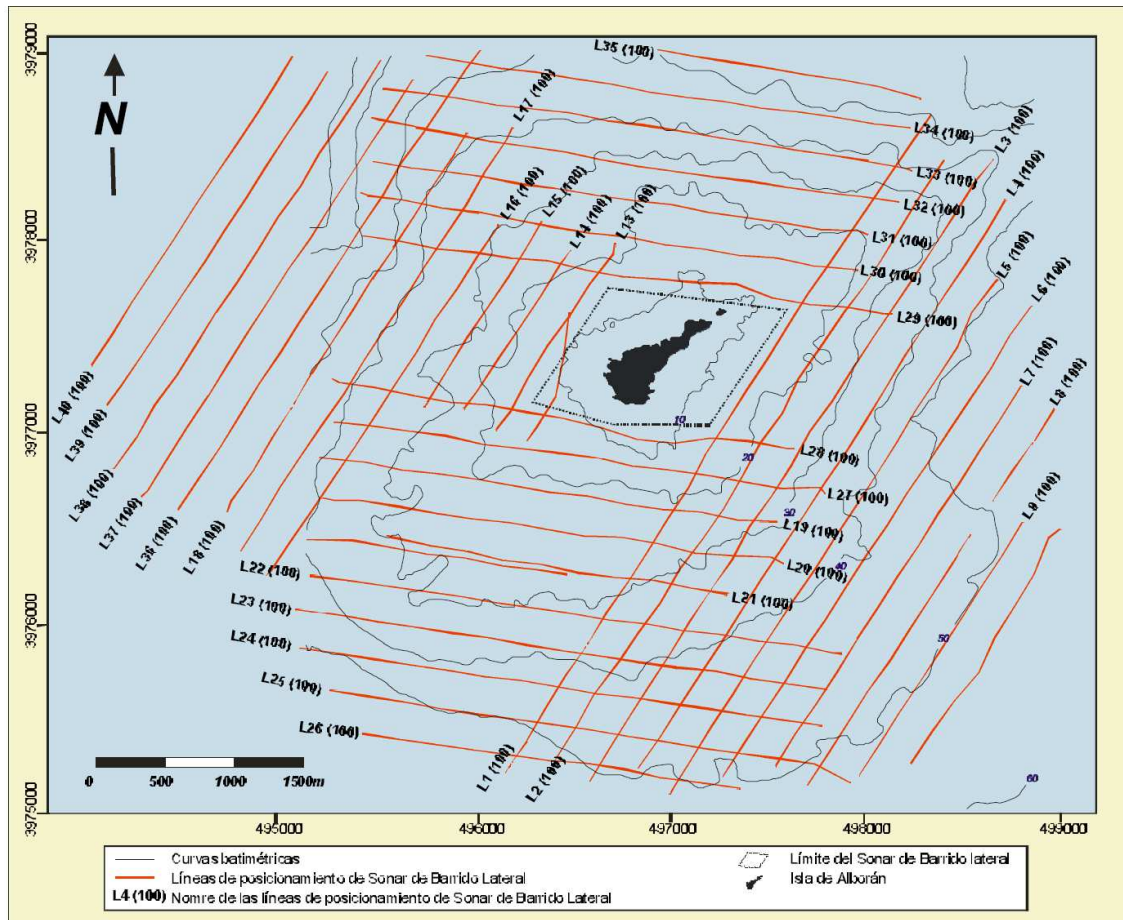 3979000
3978000
3977000
3976000
3975000
N
L35 (100)
L17 (100)
L34 (100)
L3 (100)
L33 (100)
L4 (100)
L16 (100)
L15 (100)
L32 (100)
L14 (100)
L13 (100)
L31 (100)
L5 (100)
L30 (100)
L6 (100)
L29 (100)
L7 (100)
L8 (100)
L40 (100)
L39 (100)
10
L28 (100)
20
L38 (100)
L27 (100)
L9 (100)
L37 (100)
30
L19 (100)
L36 (100)
L18 (100)
L20 (100)
40
L22 (100)
L21 (100)
L23 (100)
L24 (100)
50
L25 (100)
L26 (100)
L1 (100)
L2 (100)
60
0 500 1000 1500m
495000 496000 497000 498000 499000
Curvas batimétricas
Líneas de posicionamiento de Sonar de Barrido Lateral
L4 (100) Nomre de las líneas de posicionamiento de Sonar de Barrido Lateral
Límite del Sonar de Barrido lateral
Isla de Alborán